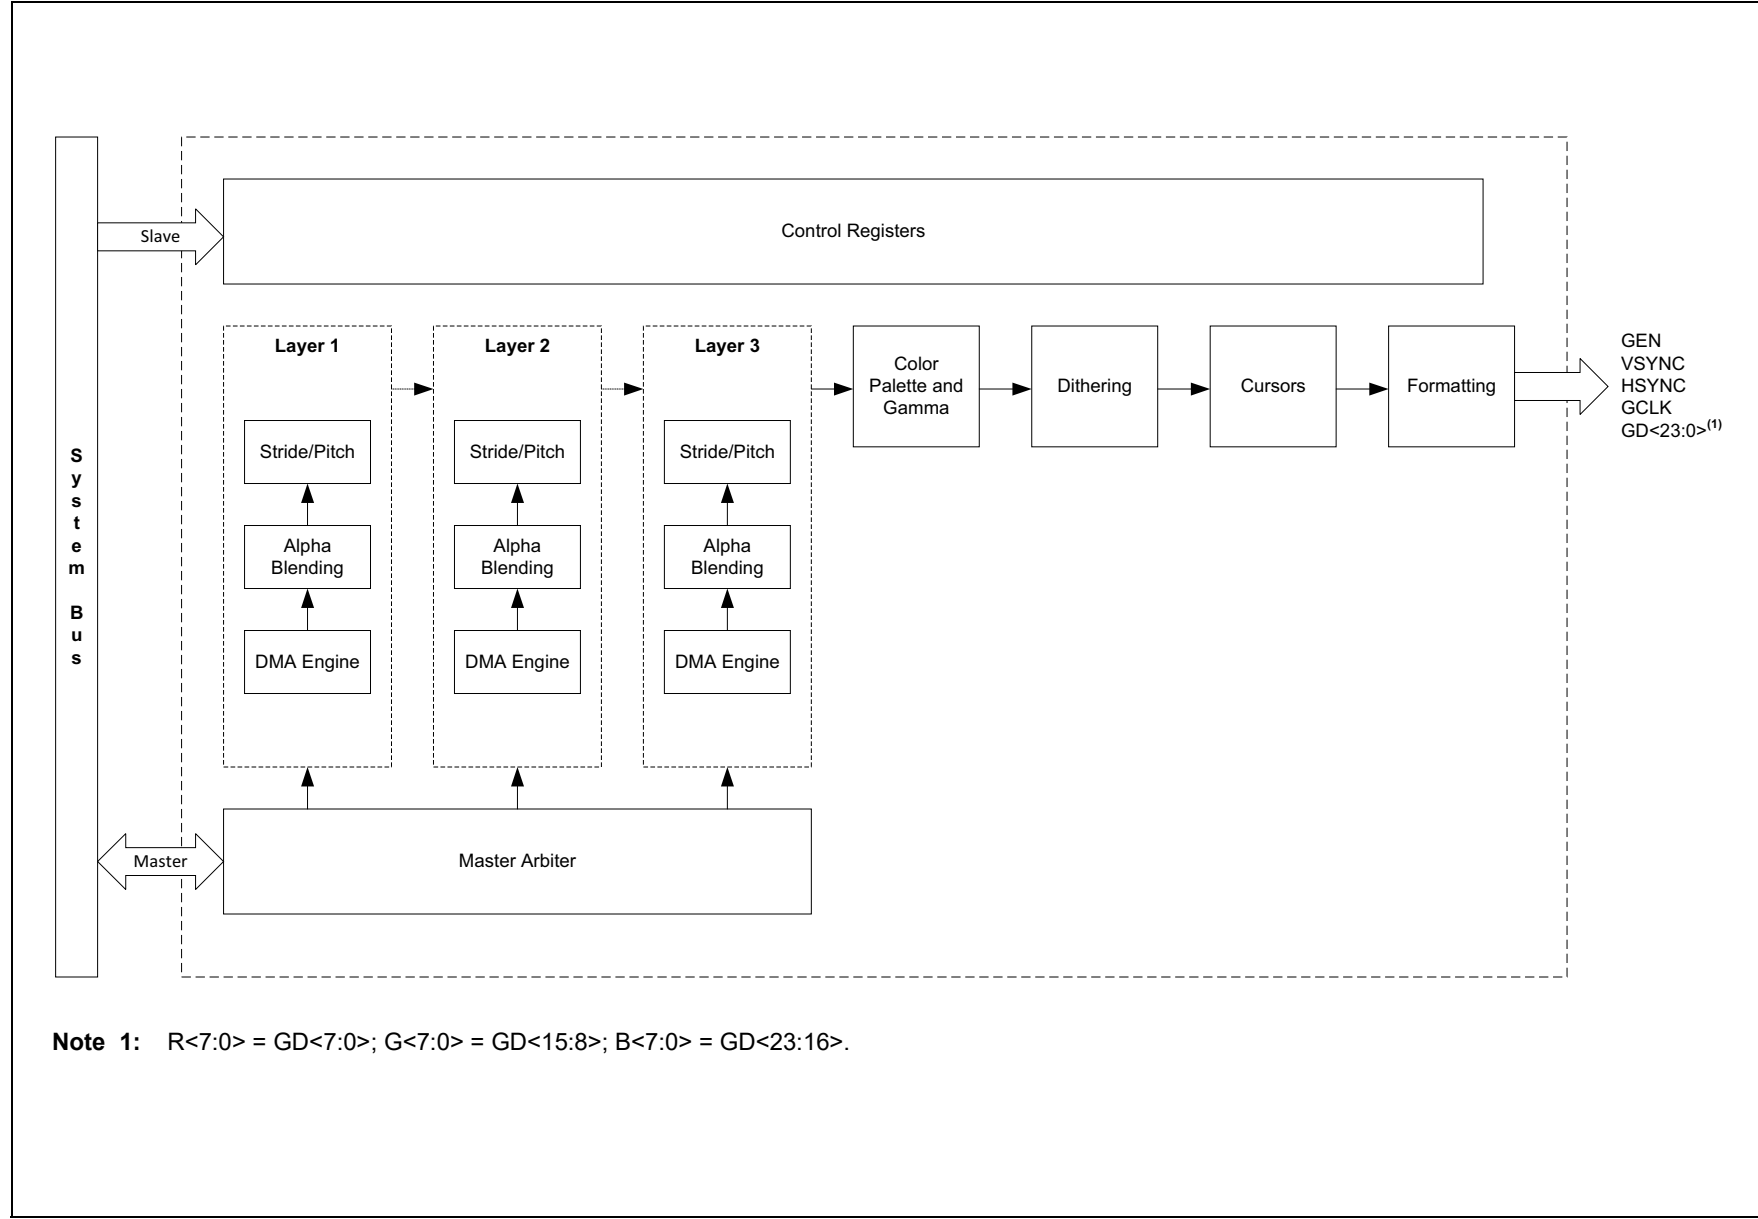 System Bus
Slave
Control Registers
Layer 1
Layer 2
Layer 3
Stride/Pitch
Stride/Pitch
Stride/Pitch
Alpha
Blending
Alpha
Blending
Alpha
Blending
DMA Engine
DMA Engine
DMA Engine
Color
Palette and
Gamma
Dithering
Cursors
Formatting
GEN
VSYNC
HSYNC
GCLK
GD<23:0>(1)
Master
Master Arbiter
Note 1: R<7:0> = GD<7:0>; G<7:0> = GD<15:8>; B<7:0> = GD<23:16>.